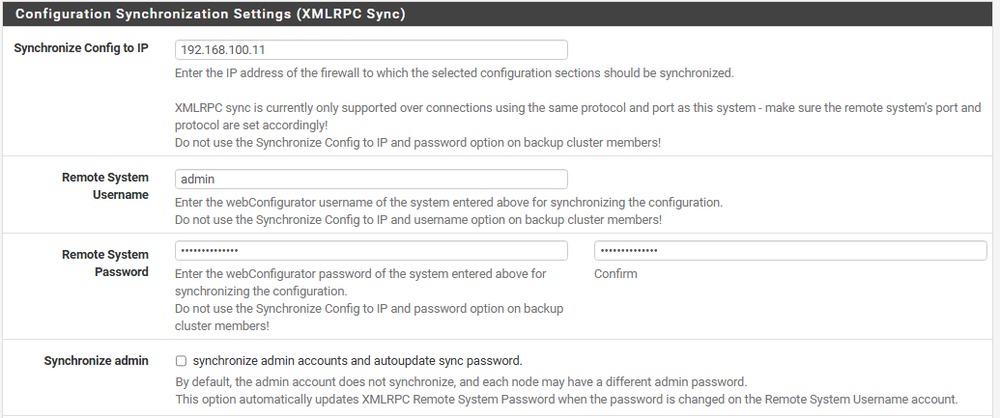 Configuration Synchronization Settings (XMLRPC Sync)
Synchronize Config to IP
192.168.100.11
Enter the IP address of the firewall to which the selected configuration sections should be synchronized.
XMLRPC sync is currently only supported over connections using the same protocol and port as this system - make sure the remote system's port and
protocol are set accordingly!
Do not use the Synchronize Config to IP and password option on backup cluster members!
Remote System
Username
admin
Enter the webConfigurator username of the system entered above for synchronizing the configuration.
Do not use the Synchronize Config to IP and username option on backup cluster members!
Remote System
Password
••••••••••••••
Enter the webConfigurator password of the system entered above for
synchronizing the configuration.
Do not use the Synchronize Config to IP and password option on backup
cluster members!
••••••••••••••
Confirm
Synchronize admin
synchronize admin accounts and autoupdate sync password.
By default, the admin account does not synchronize, and each node may have a different admin password.
This option automatically updates XMLRPC Remote System Password when the password is changed on the Remote System Username account.